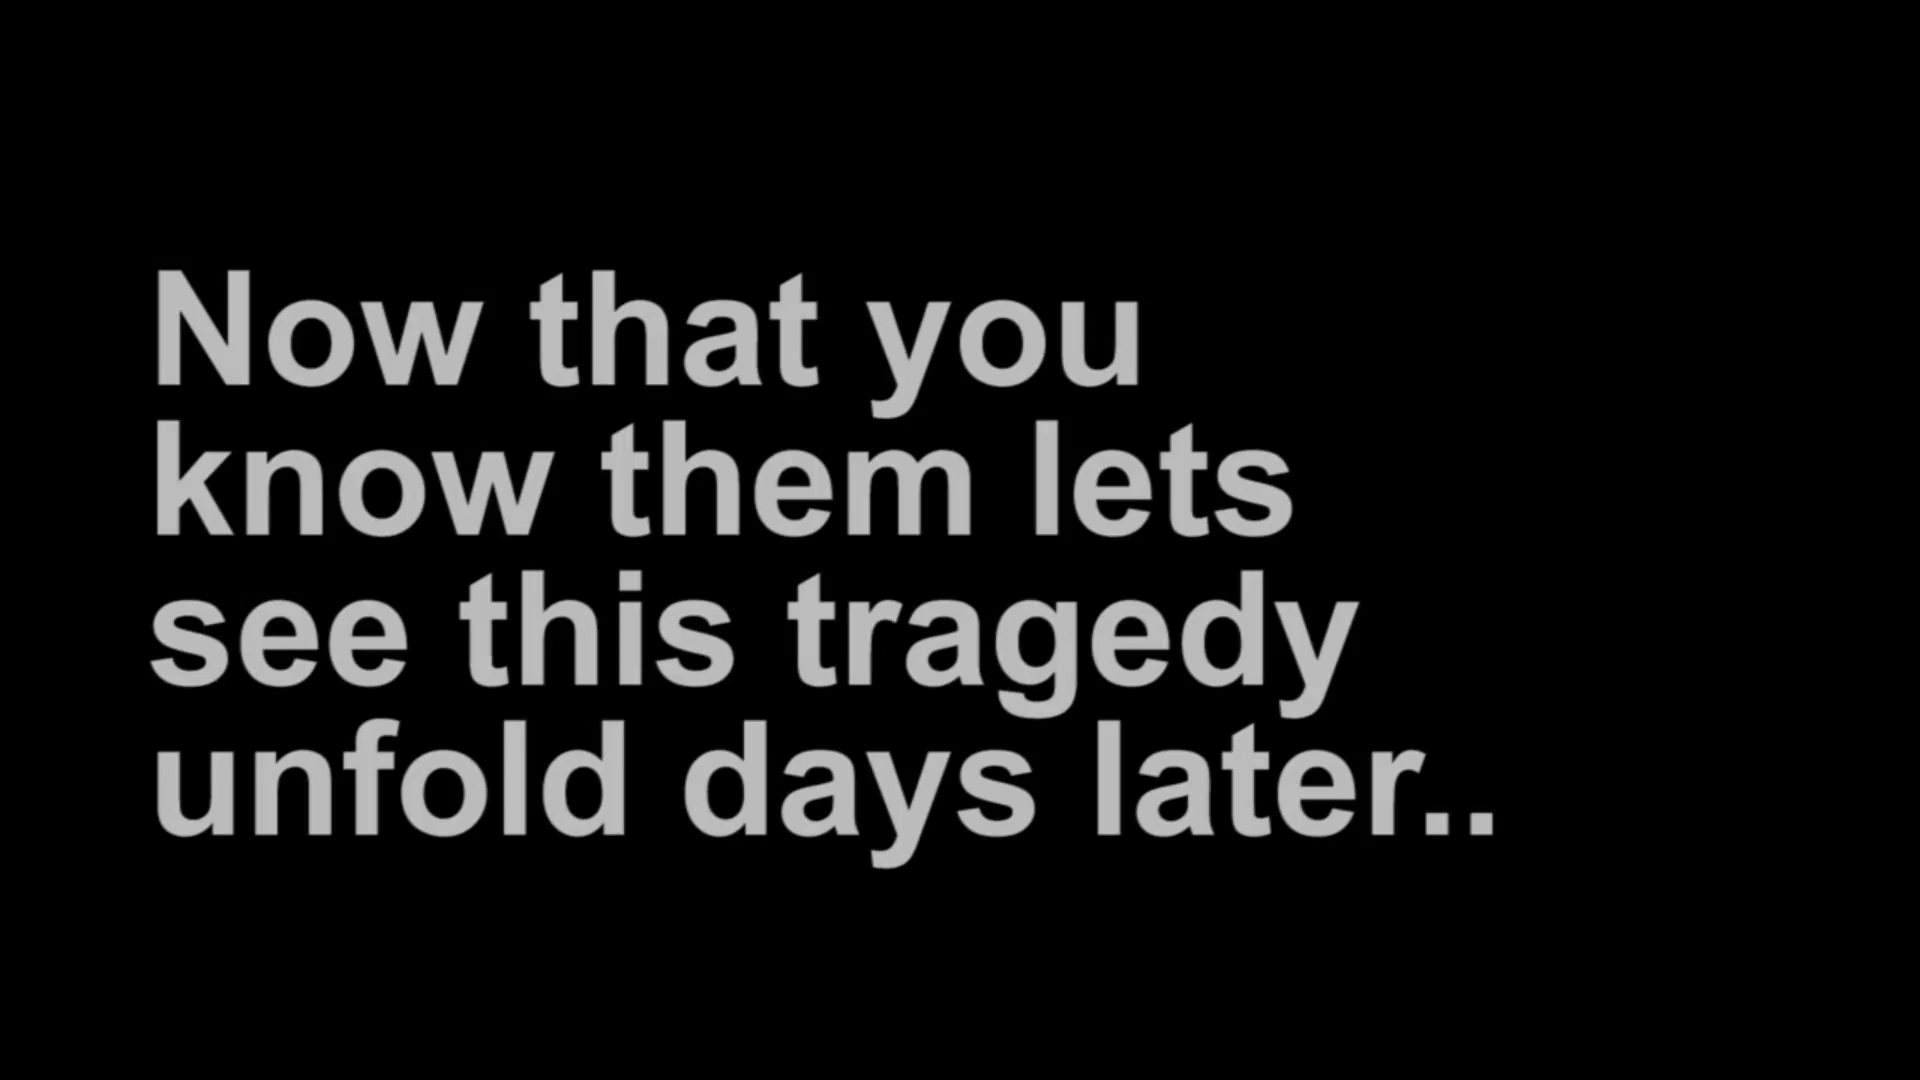 Now that you
know them lets
see this tragedy
unfold days later..